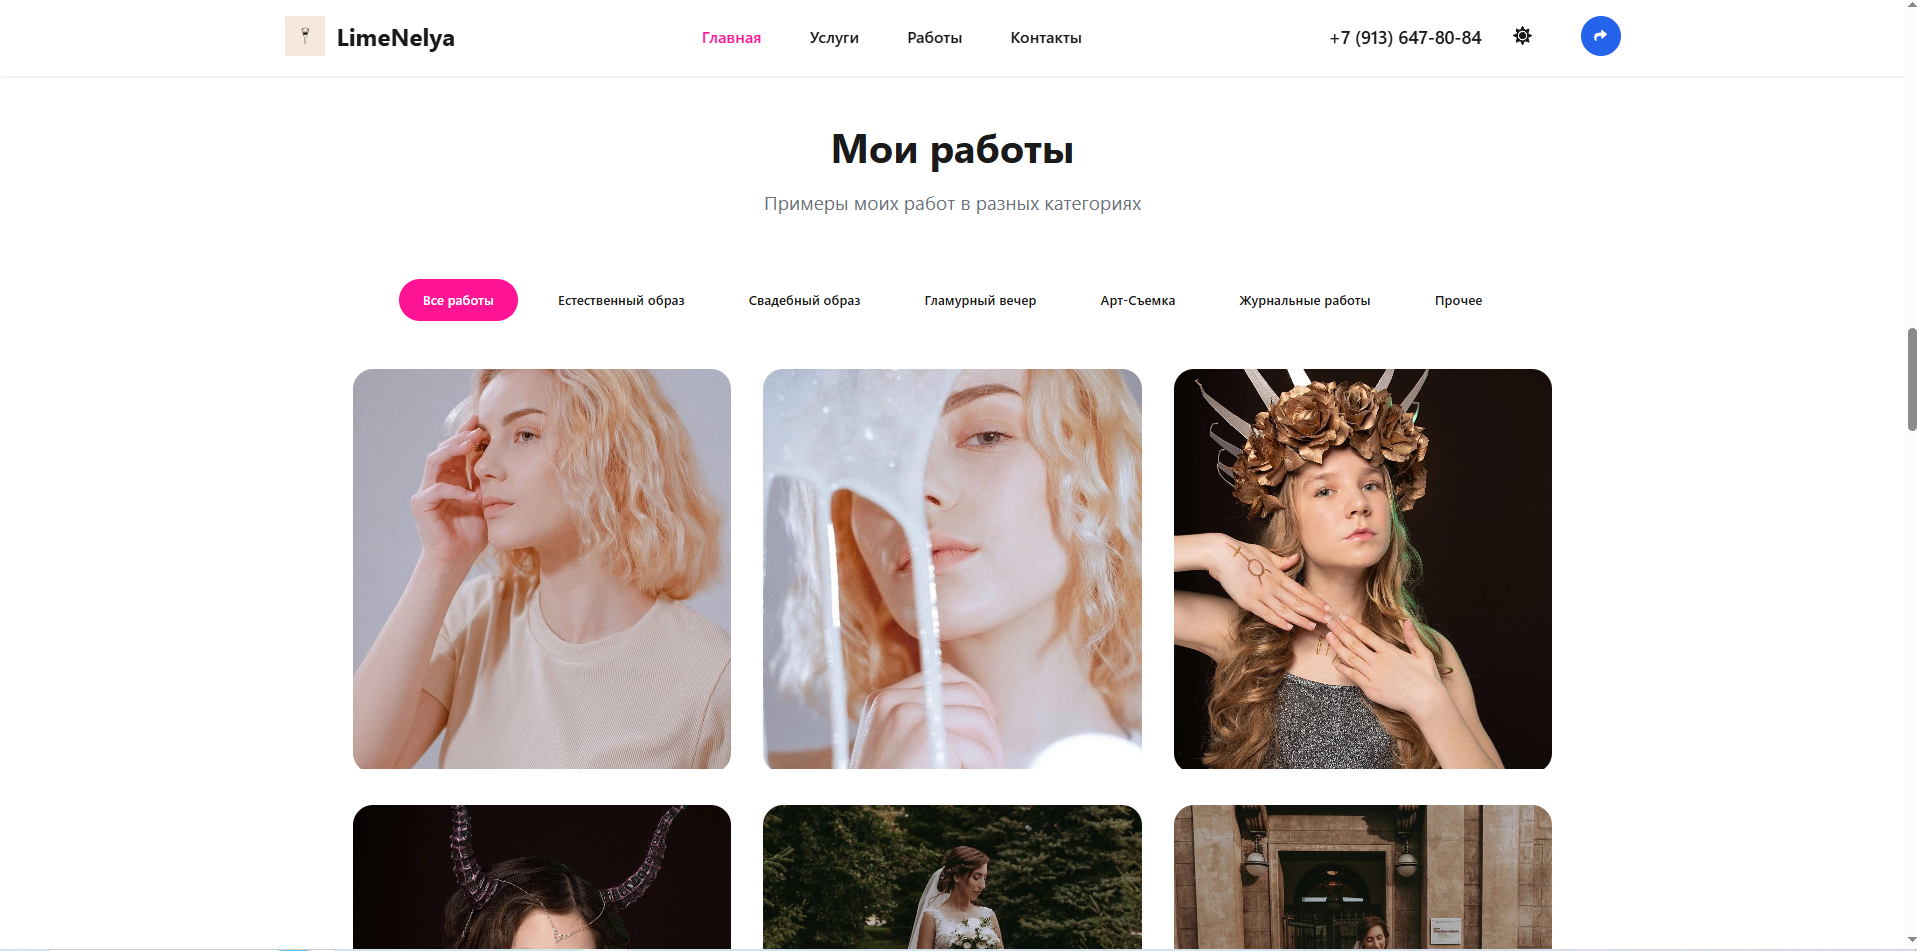 LimeNelya
Главная Услуги Работы Контакты
+7 (913) 647-80-84
Мои работы
Примеры моих работ в разных категориях
Все работы Естественный образ Свадебный образ Гламурный вечер Арт-Съемка Журнальные работы Прочее